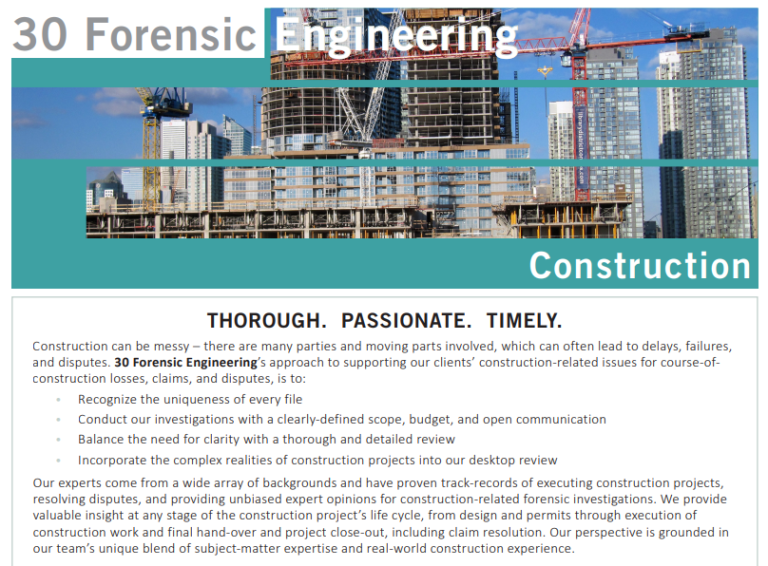 30 Forensic Engineering
Construction
THOROUGH. PASSIONATE. TIMELY.
Construction can be messy – there are many parties and moving parts involved, which can often lead to delays, failures,
and disputes. 30 Forensic Engineering's approach to supporting our clients' construction-related issues for course-of-
construction losses, claims, and disputes, is to:
• Recognize the uniqueness of every file
• Conduct our investigations with a clearly-defined scope, budget, and open communication
• Balance the need for clarity with a thorough and detailed review
• Incorporate the complex realities of construction projects into our desktop review
Our experts come from a wide array of backgrounds and have proven track-records of executing construction projects,
resolving disputes, and providing unbiased expert opinions for construction-related forensic investigations. We provide
valuable insight at any stage of the construction project's life cycle, from design and permits through execution of
construction work and final hand-over and project close-out, including claim resolution. Our perspective is grounded in
our team's unique blend of subject-matter expertise and real-world construction experience.